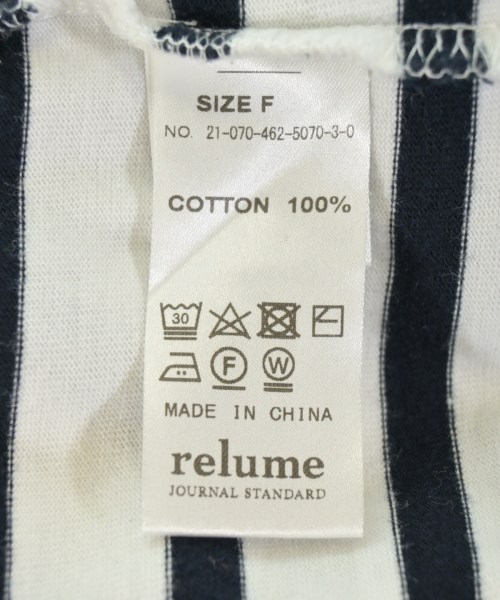 SIZE F
NO. 21-070-462-5070-3-0
COTTON 100%
30
F W
MADE IN CHINA
relume
JOURNAL STANDARD